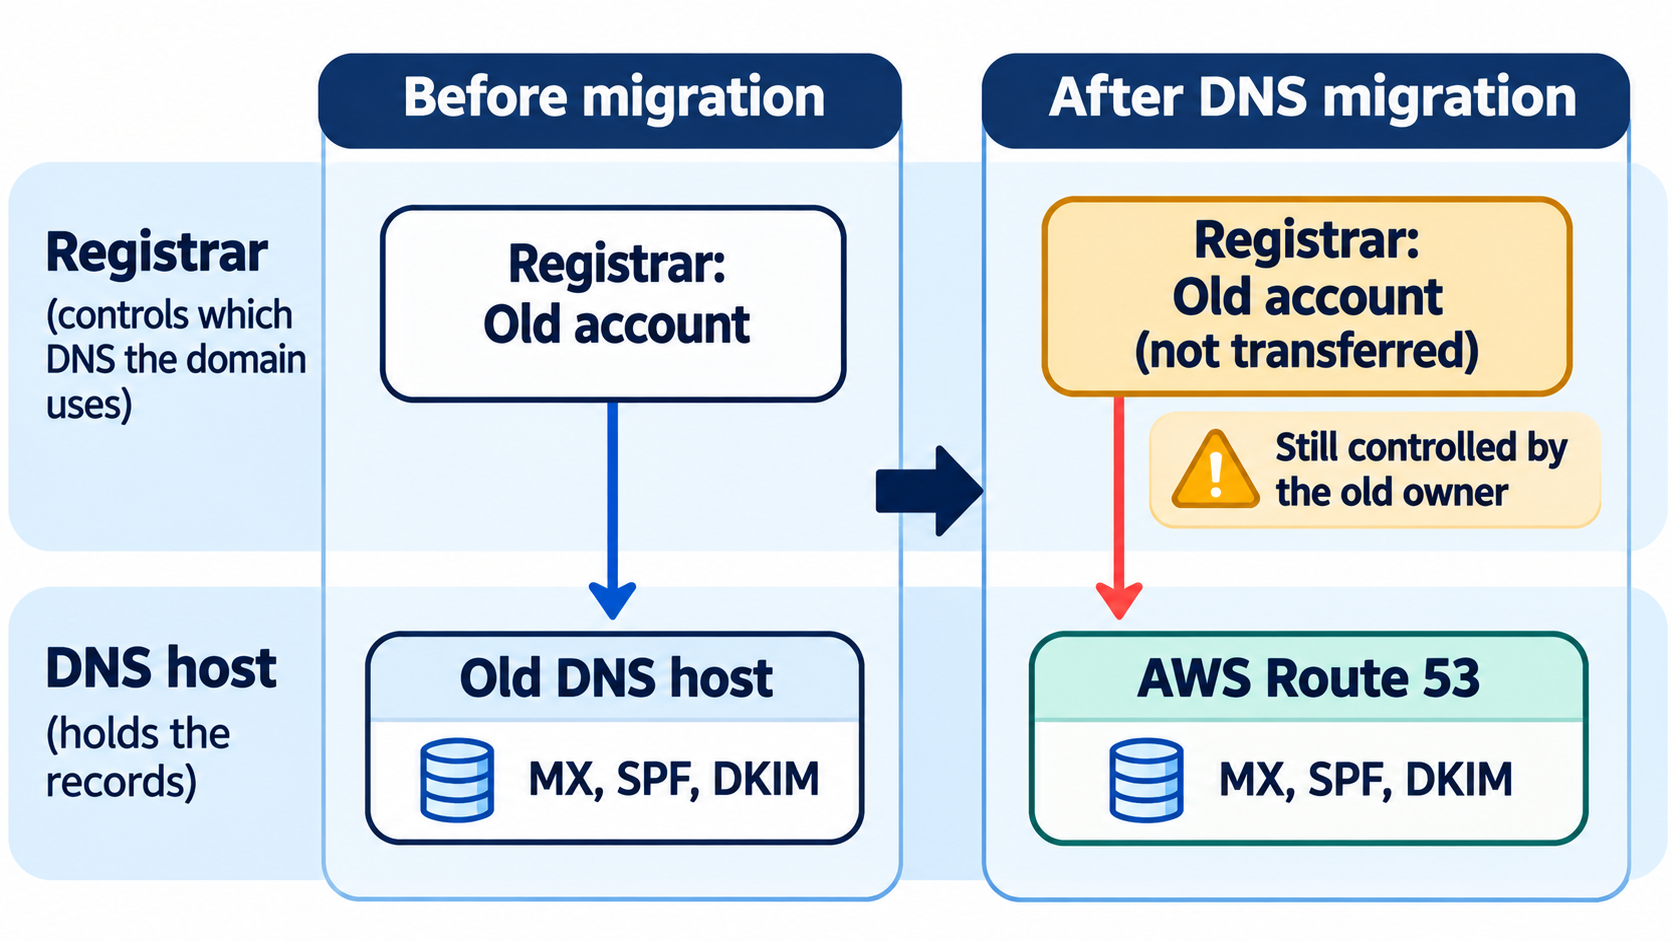 Before migration
After DNS migration
Registrar
(controls which
DNS the domain
uses)
Registrar:
Old account
Registrar:
Old account
(not transferred)
Still controlled by
the old owner
DNS host
(holds the
records)
Old DNS host
MX, SPF, DKIM
AWS Route 53
MX, SPF, DKIM